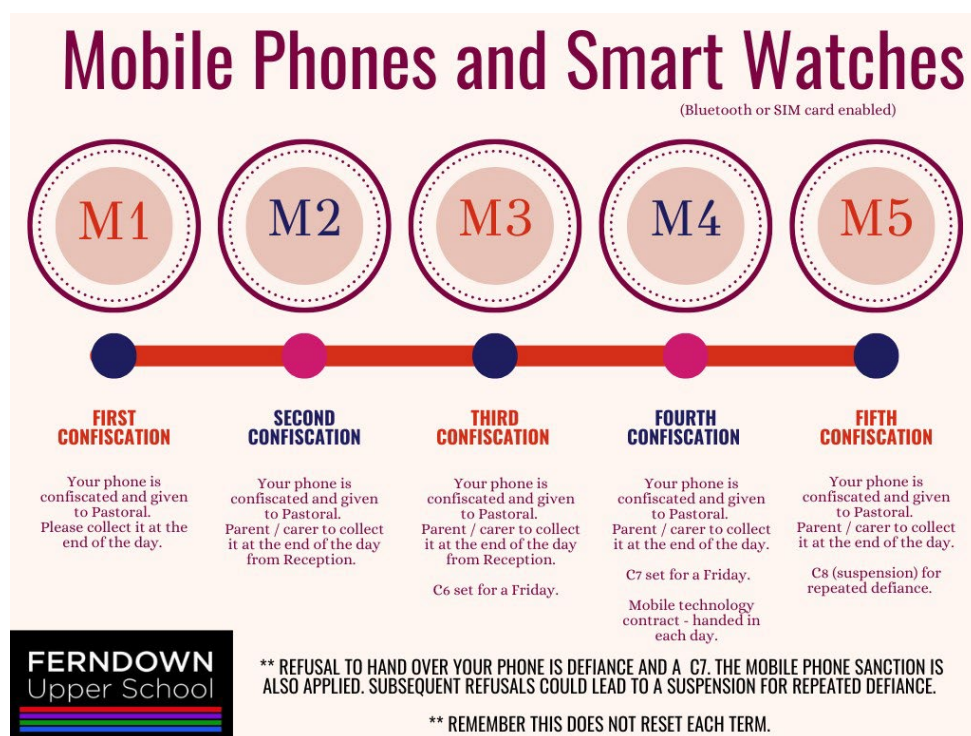 Mobile Phones and Smart Watches
(Bluetooth or SIM card enabled)
M1
M2
M3
M4
M5
FIRST
CONFISCATION
Your phone is
confiscated and given
to Pastoral.
Please collect it at the
end of the day.
SECOND
CONFISCATION
Your phone is
confiscated and given
to Pastoral.
Parent / carer to collect
it at the end of the day
from Reception.
THIRD
CONFISCATION
Your phone is
confiscated and given
to Pastoral.
Parent / carer to collect
it at the end of the day
from Reception.
C6 set for a Friday.
FOURTH
CONFISCATION
Your phone is
confiscated and given
to Pastoral.
Parent / carer to collect
it at the end of the day.
C7 set for a Friday.
Mobile technology
contract - handed in
each day.
FIFTH
CONFISCATION
Your phone is
confiscated and given
to Pastoral.
Parent / carer to collect
it at the end of the day.
C8 (suspension) for
repeated defiance.
FERNDOWN
Upper School
** REFUSAL TO HAND OVER YOUR PHONE IS DEFIANCE AND A C7. THE MOBILE PHONE SANCTION IS
ALSO APPLIED. SUBSEQUENT REFUSALS COULD LEAD TO A SUSPENSION FOR REPEATED DEFIANCE.
** REMEMBER THIS DOES NOT RESET EACH TERM.